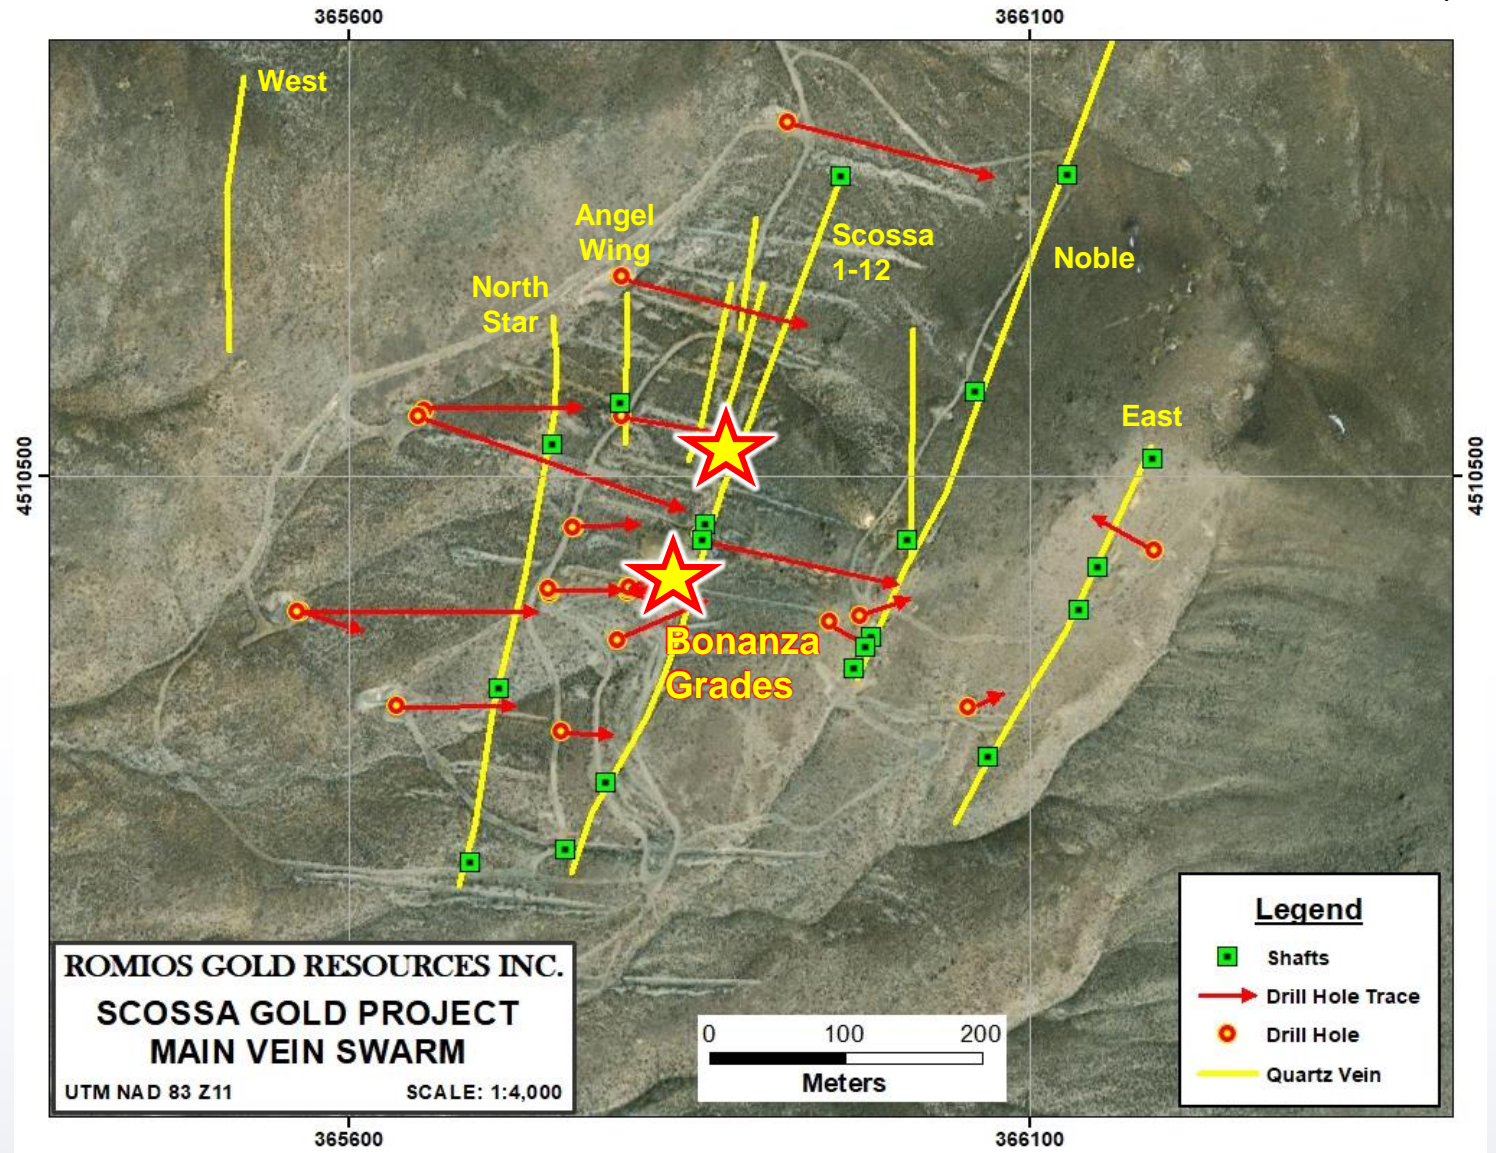 365600
366100
West
Angel
Wing
Scossa
1-12
Noble
North
Star
East
4510500
4510500
Bonanza
Grades
Legend
Shafts
Drill Hole Trace
Drill Hole
Quartz Vein
ROMIOS GOLD RESOURCES INC.
SCOSSA GOLD PROJECT
MAIN VEIN SWARM
UTM NAD 83 Z11
SCALE: 1:4,000
0 100 200
Meters
365600
366100